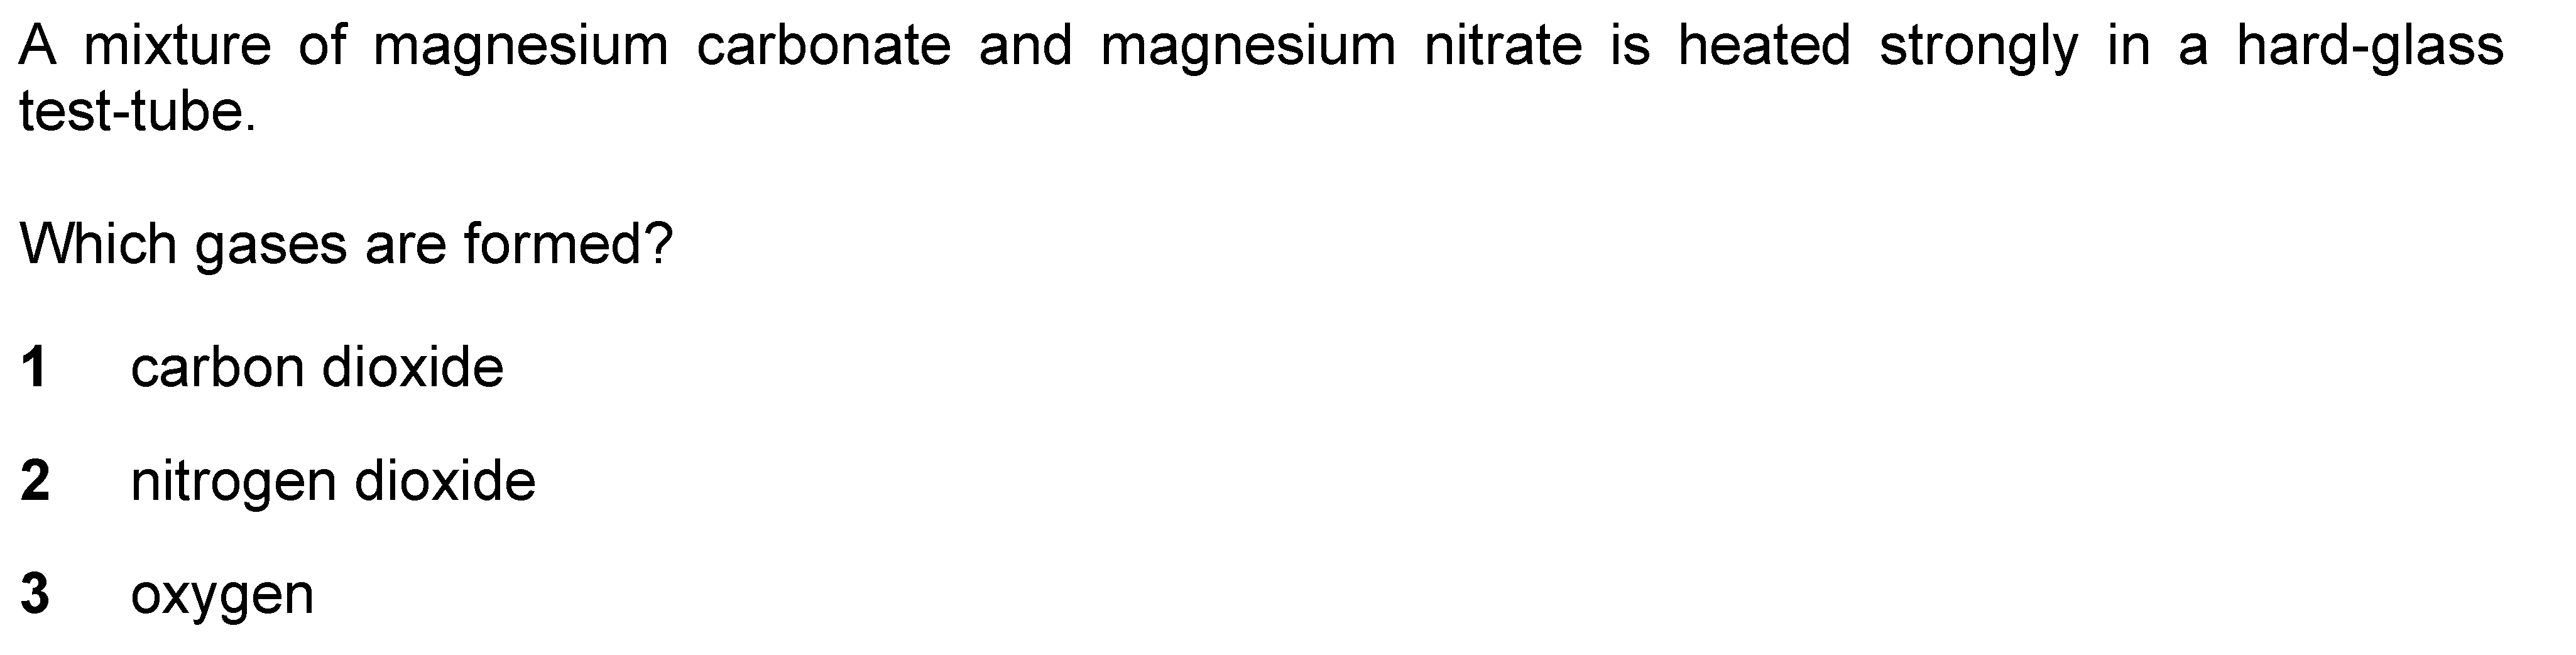 A mixture of magnesium carbonate and magnesium nitrate is heated strongly in a hard-glass
test-tube.
Which gases are formed?
1 carbon dioxide
2 nitrogen dioxide
3 oxygen